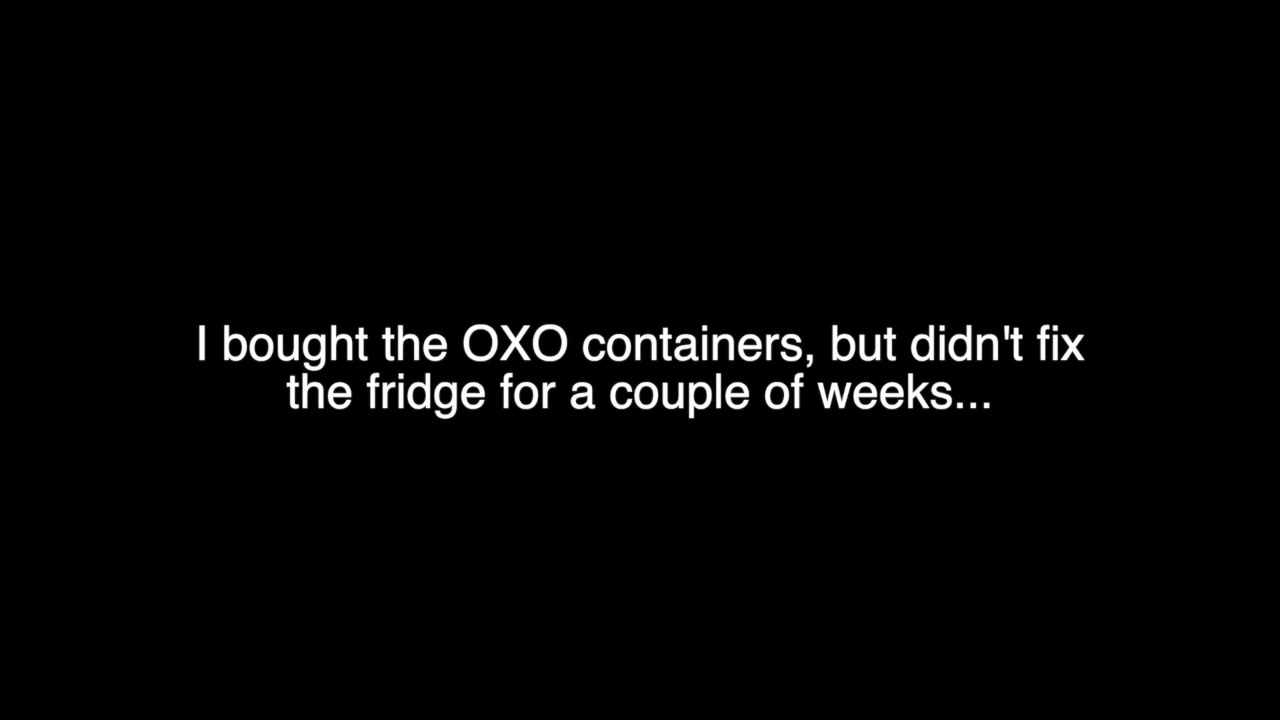 I bought the OXO containers, but didn't fix
the fridge for a couple of weeks...